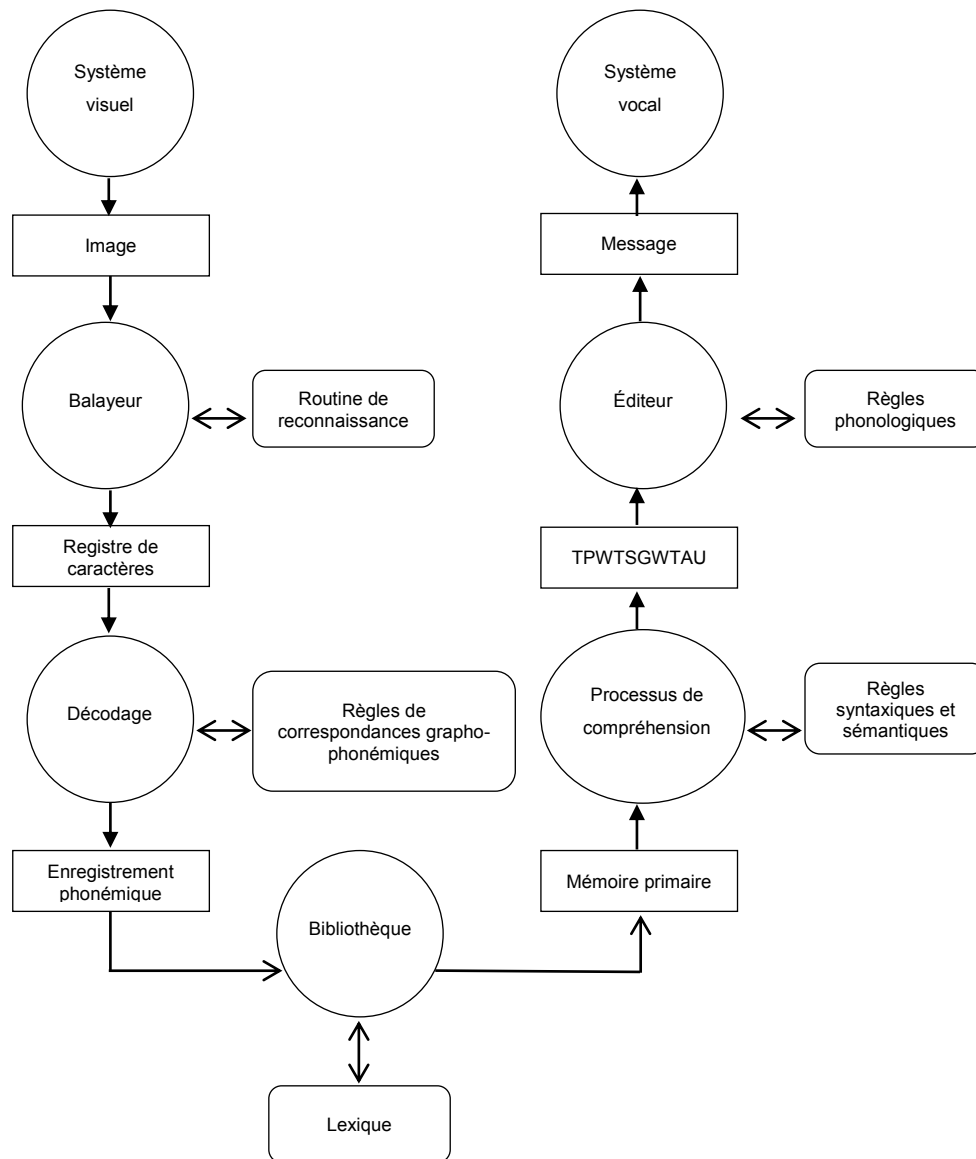 Système
visuel
Image
Balayeur
Routine de
reconnaissance
Registre de
caractères
Décodage
Règles de
correspondances grapho-
phonémiques
Enregistrement
phonémique
Bibliothèque
Lexique
Mémoire primaire
Processus de
compréhension
Règles
syntaxiques et
sémantiques
TPWTSGWTAU
Éditeur
Règles
phonologiques
Message
Système
vocal